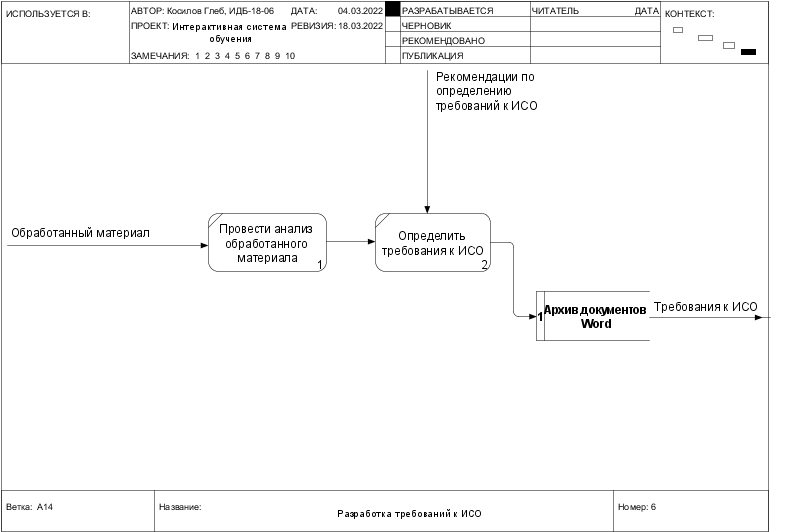 ИСПОЛЬЗУЕТСЯ В:
АВТОР: Косилов Глеб, ИДБ-18-06
ДАТА: 04.03.2022
ПРОЕКТ: Интерактивная система
обучения
РЕВИЗИЯ: 18.03.2022
ЗАМЕЧАНИЯ: 1 2 3 4 5 6 7 8 9 10
РАЗРАБАТЫВАЕТСЯ
ЧЕРНОВИК
РЕКОМЕНДОВАНО
ПУБЛИКАЦИЯ
ЧИТАТЕЛЬ
ДАТА
КОНТЕКСТ:
Рекомендации по
определению
требований к ИСО
Обработанный материал
Провести анализ
обработанного
материала
1
Определить
требования к ИСО
2
1
Архив документов
Word
Требования к ИСО
Ветка: A14
Название:
Разработка требований к ИСО
Номер: 6